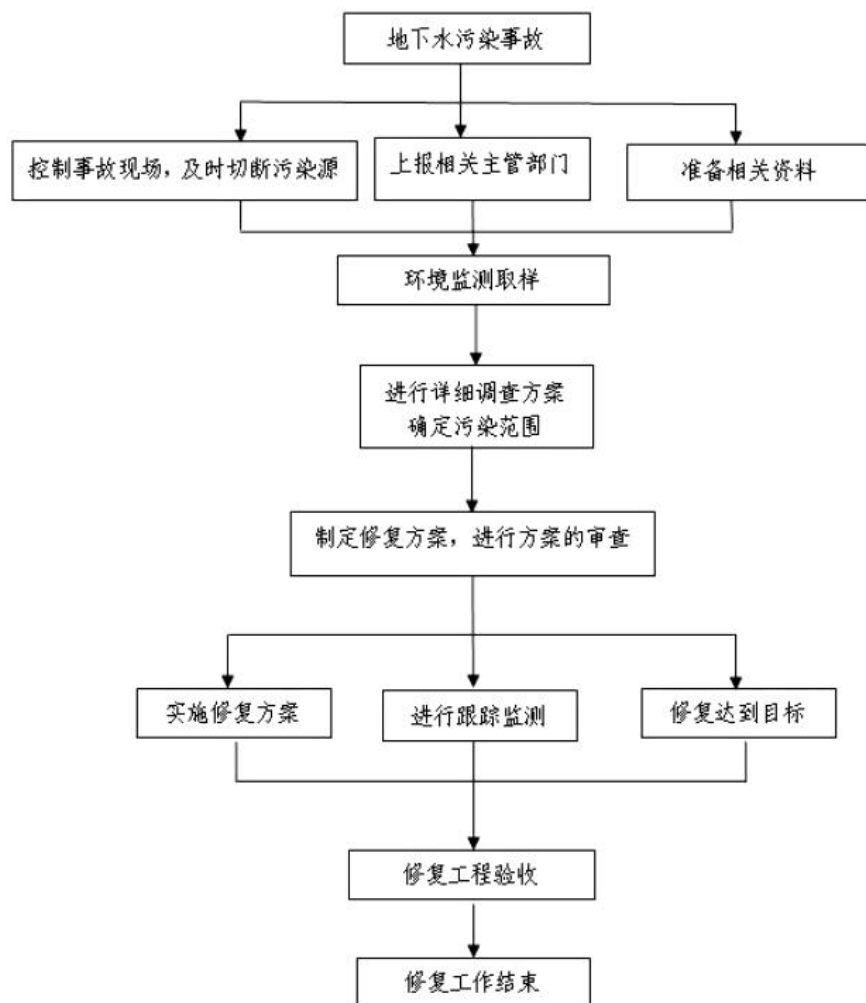 地下水污染事故
控制事故现场，及时切断污染源
上报相关主管部门
准备相关资料
环境监测取样
进行详细调查方案
确定污染范围
制定修复方案，进行方案的审查
实施修复方案
进行跟踪监测
修复达到目标
修复工程验收
修复工作结束